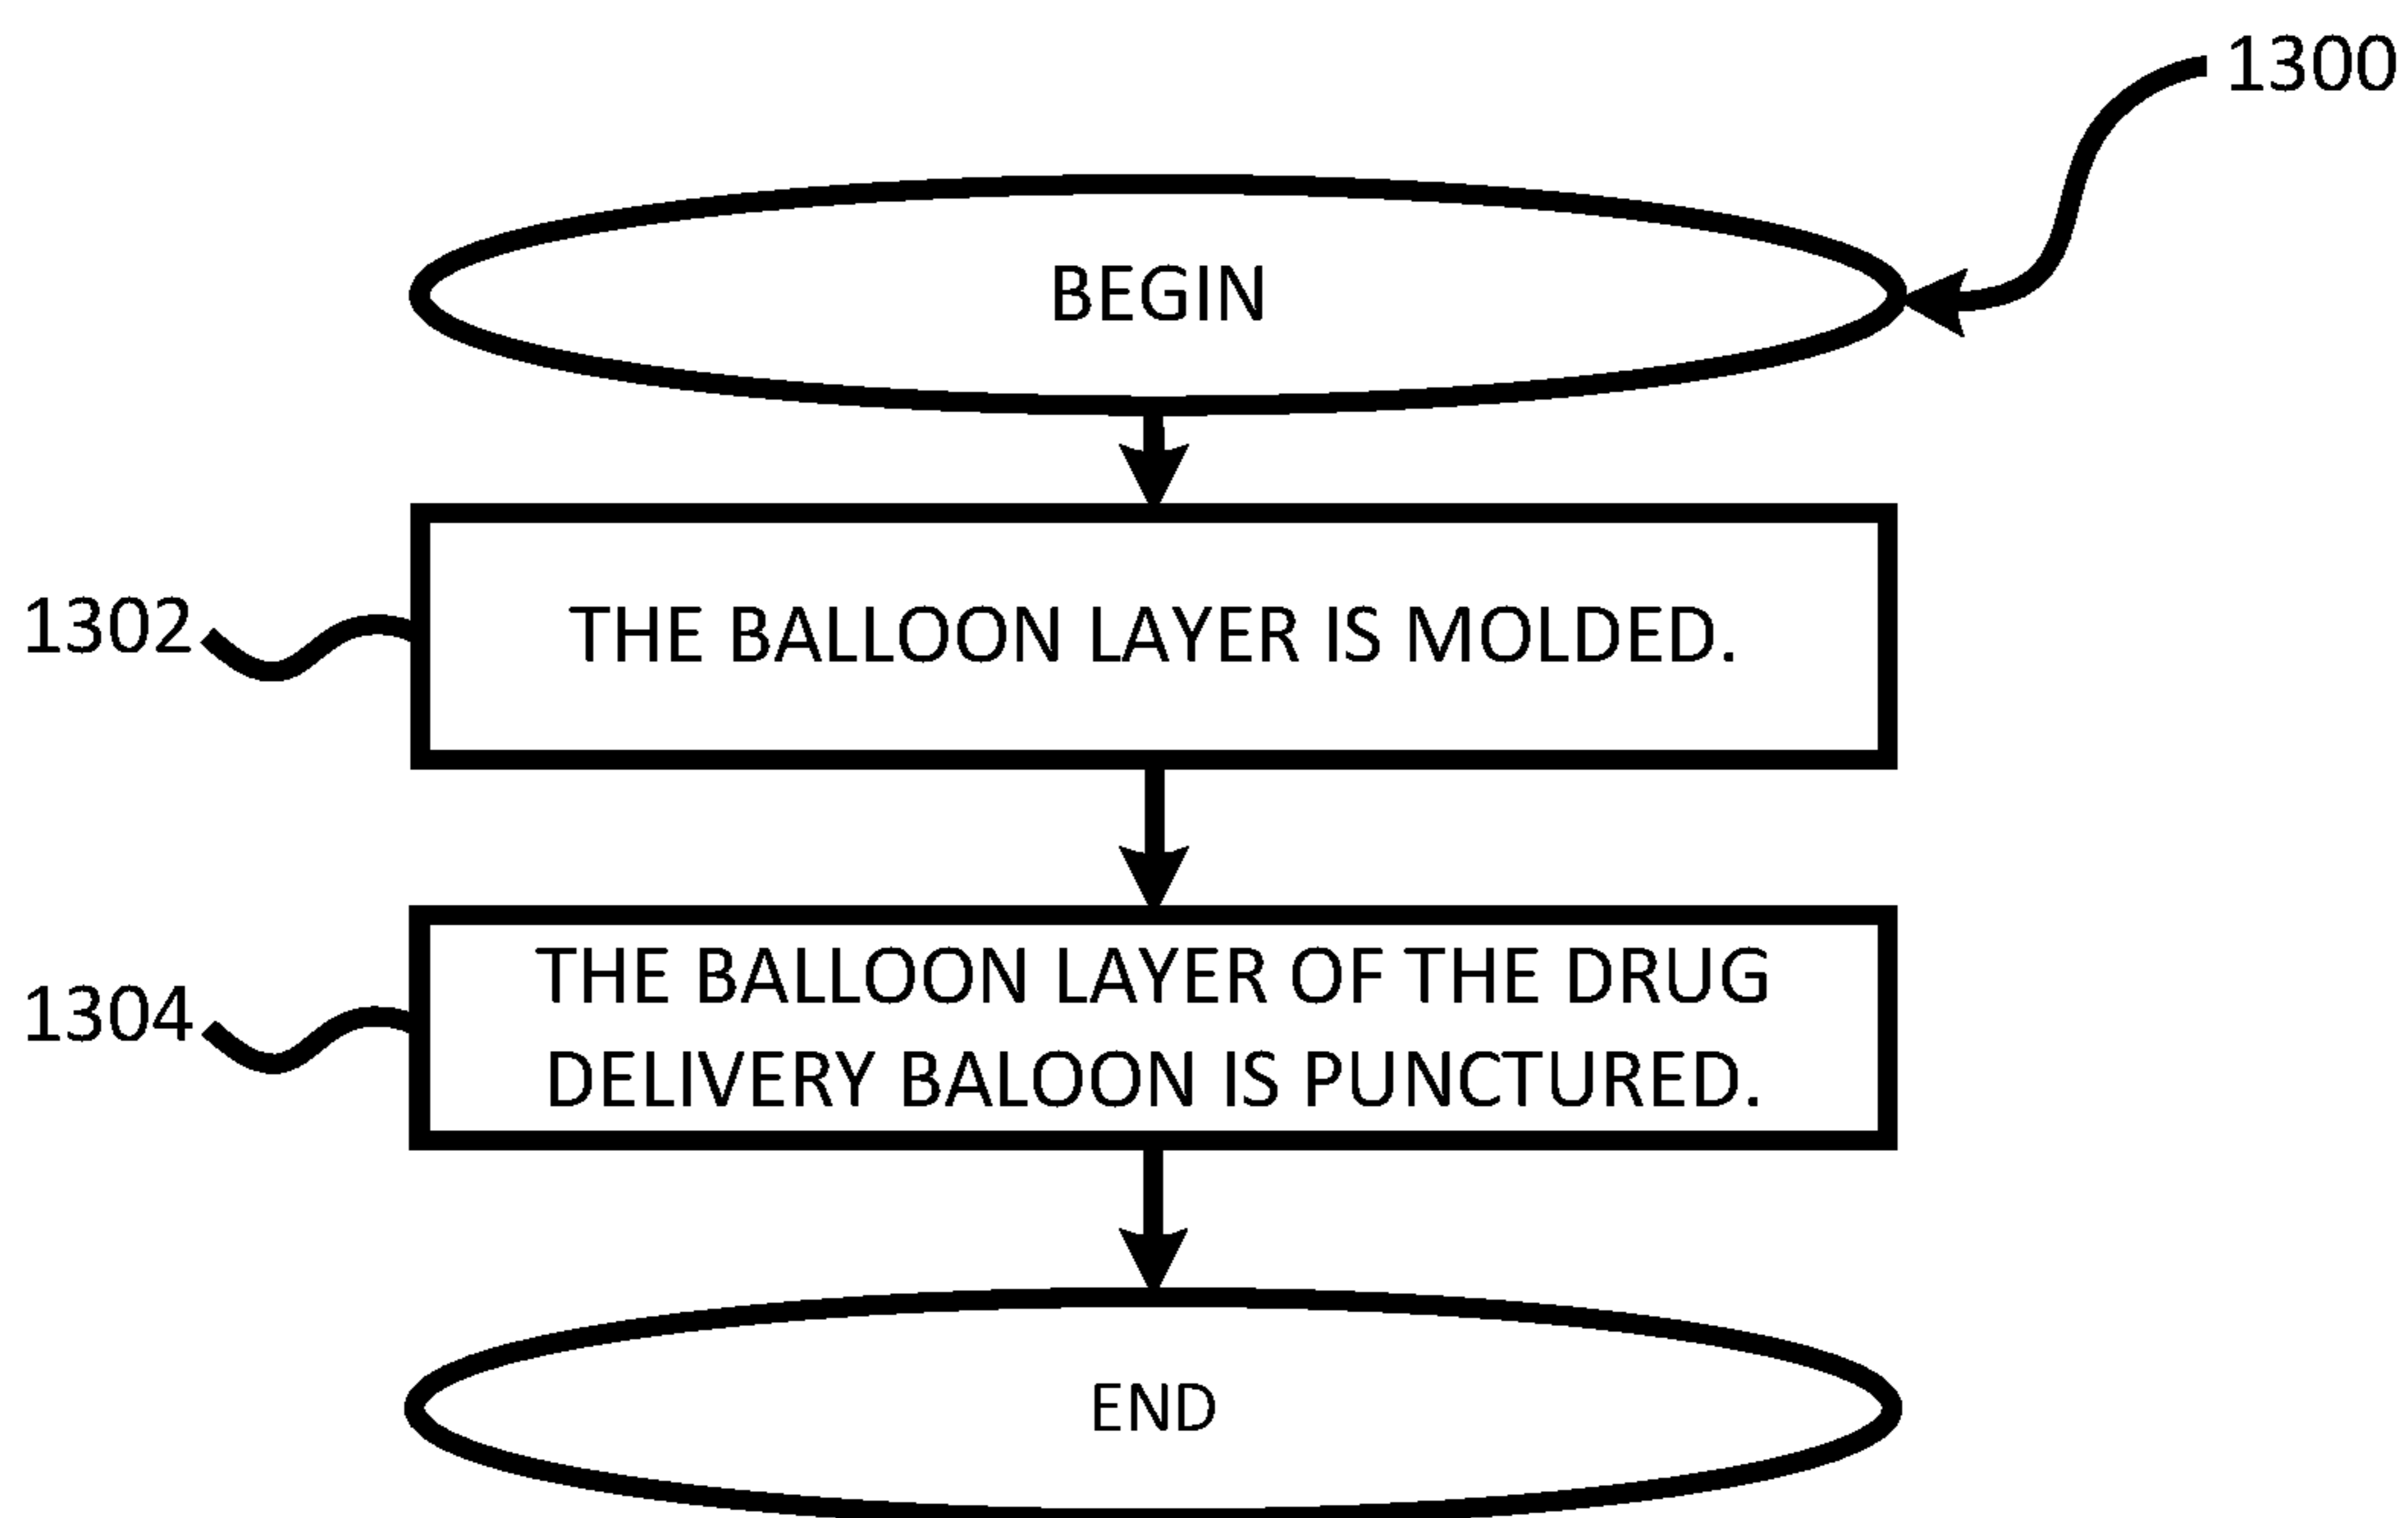 1300
BEGIN
1302
THE BALLOON LAYER IS MOLDED.
1304
THE BALLOON LAYER OF THE DRUG
DELIVERY BALOON IS PUNCTURED.
END